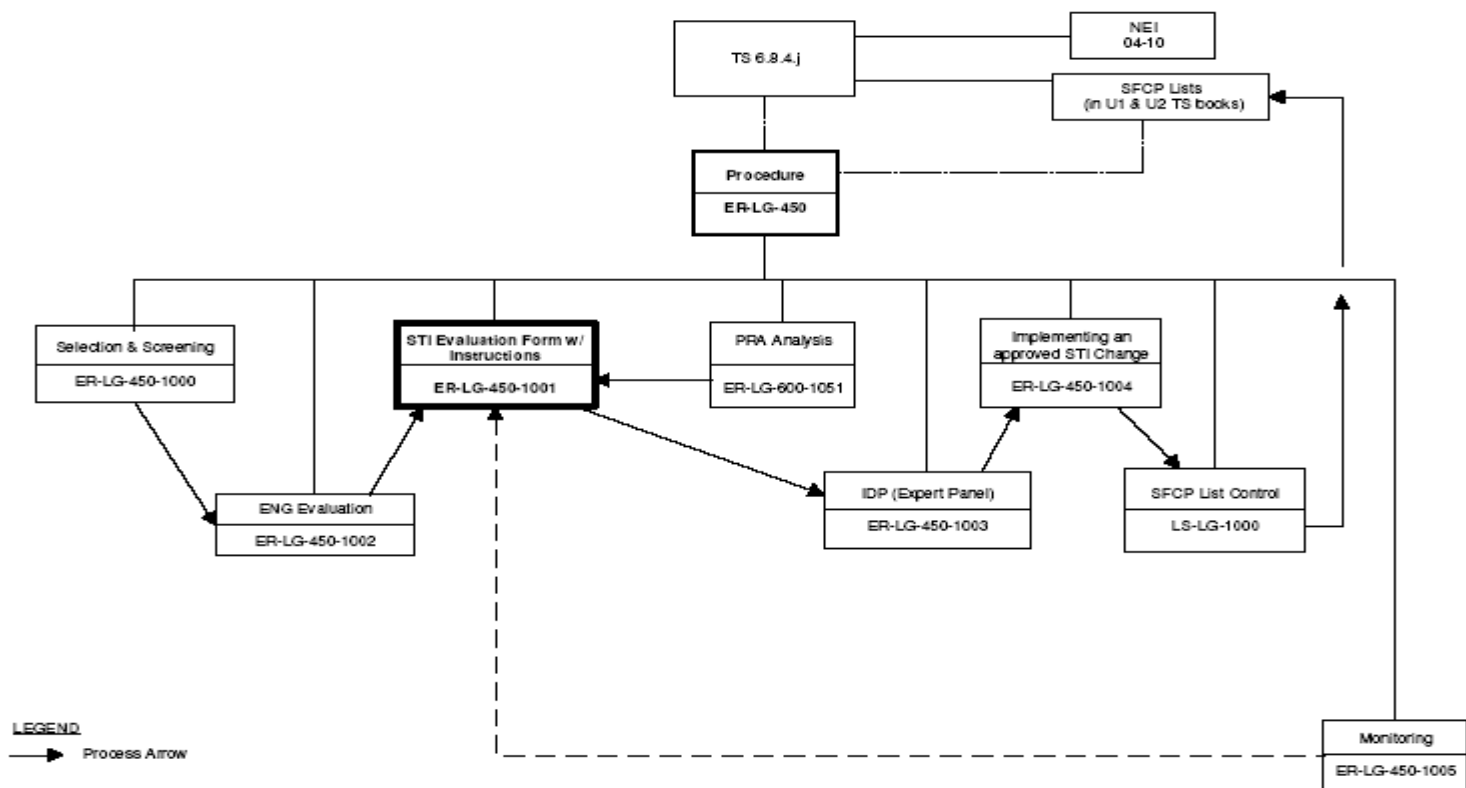 NEI
04-10
TS 6.8.4.j
SFCP Lists
(in U1 & U2 TS books)
Procedure
ER-LG-450
Selection & Screening
ER-LG-450-1000
STI Evaluation Form w/
Instructions
ER-LG-450-1001
PRA Analysis
ER-LG-600-1051
Implementing an
approved STI Change
ER-LG-450-1004
ENG Evaluation
ER-LG-450-1002
IDP (Expert Panel)
ER-LG-450-1003
SFCP List Control
LS-LG-1000
LEGEND
Process Arrow
Monitoring
ER-LG-450-1005